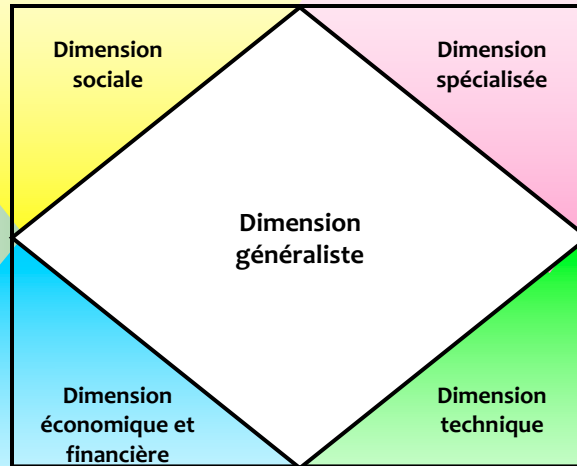 Dimension
sociale
Dimension
spécialisée
Dimension
généraliste
Dimension
économique et
financière
Dimension
technique